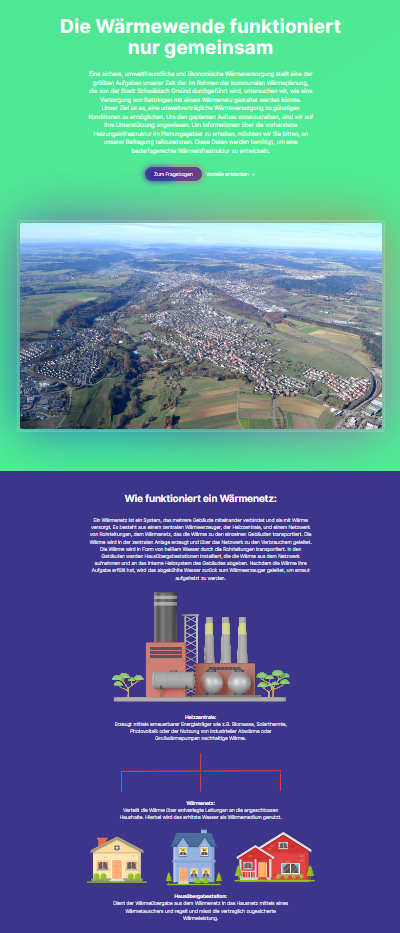 Die Wärmewende funktioniert
nur gemeinsam
Eine sichere, umweltfreundliche und ökonomische Wärmeversorgung stellt eine der
größten Aufgaben unserer Zeit dar. Im Rahmen der kommunalen Wärmeplanung,
die von der Stadt Schwäbisch Gmünd durchgeführt wird, untersuchen wir, wie eine
Versorgung von Bettringen mit einem Wärmenetz gestaltet werden könnte.
Unser Ziel ist es, eine umweltverträgliche Wärmeversorgung zu günstigen
Konditionen zu ermöglichen. Um den geplanten Aufbau voranzutreiben, sind wir auf
Ihre Unterstützung angewiesen. Um Informationen über die vorhandene
Heizungsinfrastruktur im Planungsgebiet zu erhalten, möchten wir Sie bitten, an
unserer Befragung teilzunehmen. Diese Daten werden benötigt, um eine
bedarfsgerechte Wärmeinfrastruktur zu entwickeln.
Zum Fragebogen Vorteile entdecken →
Wie funktioniert ein Wärmenetz:
Ein Wärmenetz ist ein System, das mehrere Gebäude miteinander verbindet und sie mit Wärme
versorgt. Es besteht aus einem zentralen Wärmeerzeuger, der Heizzentrale, und einem Netzwerk
von Rohrleitungen, dem Wärmenetz, das die Wärme zu den einzelnen Gebäuden transportiert. Die
Wärme wird in der zentralen Anlage erzeugt und über das Netzwerk zu den Verbrauchern geleitet.
Die Wärme wird in Form von heißem Wasser durch die Rohrleitungen transportiert. In den
Gebäuden werden Hausübergabestationen installiert, die die Wärme aus dem Netzwerk
aufnehmen und an das interne Heizsystem des Gebäudes abgeben. Nachdem die Wärme ihre
Aufgabe erfüllt hat, wird das abgekühlte Wasser zurück zum Wärmeerzeuger geleitet, um erneut
aufgeheizt zu werden.
Heizzentrale:
Erzeugt mittels erneuerbarer Energieträger wie z.B. Biomasse, Solarthermie,
Photovoltaik oder der Nutzung von industrieller Abwärme oder
Großwärmepumpen nachhaltige Wärme.
Wärmenetz:
Verteilt die Wärme über erdverlegte Leitungen an die angeschlossen
Haushalte. Hierbei wird das erhitzte Wasser als Wärmemedium genutzt.
Hausübergabestation:
Dient der Wärmeübergabe aus dem Wärmenetz in das Hausnetz mittels eines
Wärmetauschers und regelt und misst die vertraglich zugesicherte
Wärmeleistung.